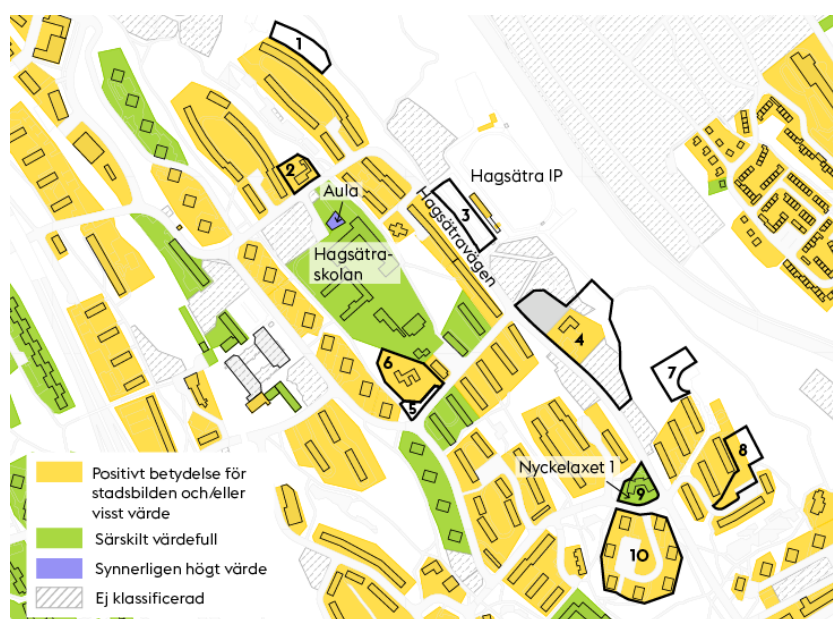 1
2
Aula
Hagsätra IP
3
Hagsätravägen
Hagsätra-
skolan
4
6
5
7
8
Nyckelaxet 1
9
10
Positivt betydelse för
stadsbilden och/eller
visst värde
Särskilt värdefull
Synnerligen högt värde
Ej klassificerad